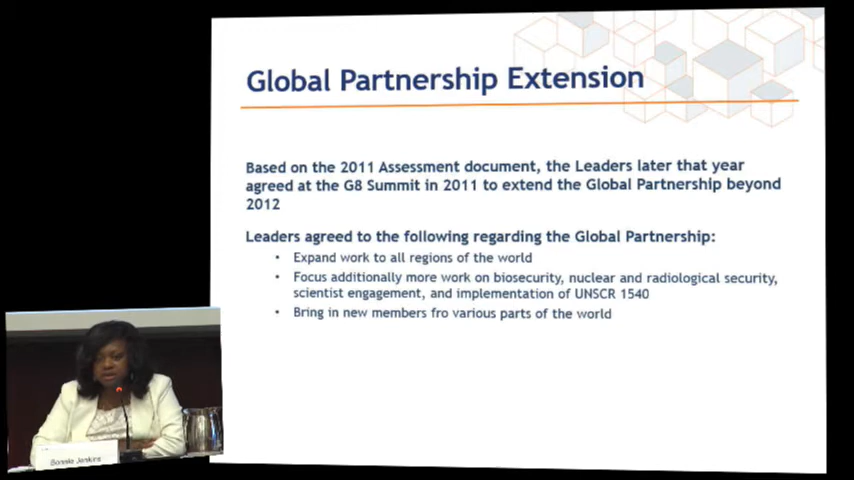 Global Partnership Extension
Based on the 2011 Assessment document, the Leaders later that year
agreed at the G8 Summit in 2011 to extend the Global Partnership beyond
2012
Leaders agreed to the following regarding the Global Partnership:
• Expand work to all regions of the world
• Focus additionally more work on biosecurity, nuclear and radiological security,
scientist engagement, and implementation of UNSCR 1540
• Bring in new members fro various parts of the world
Bonnie Jenkins